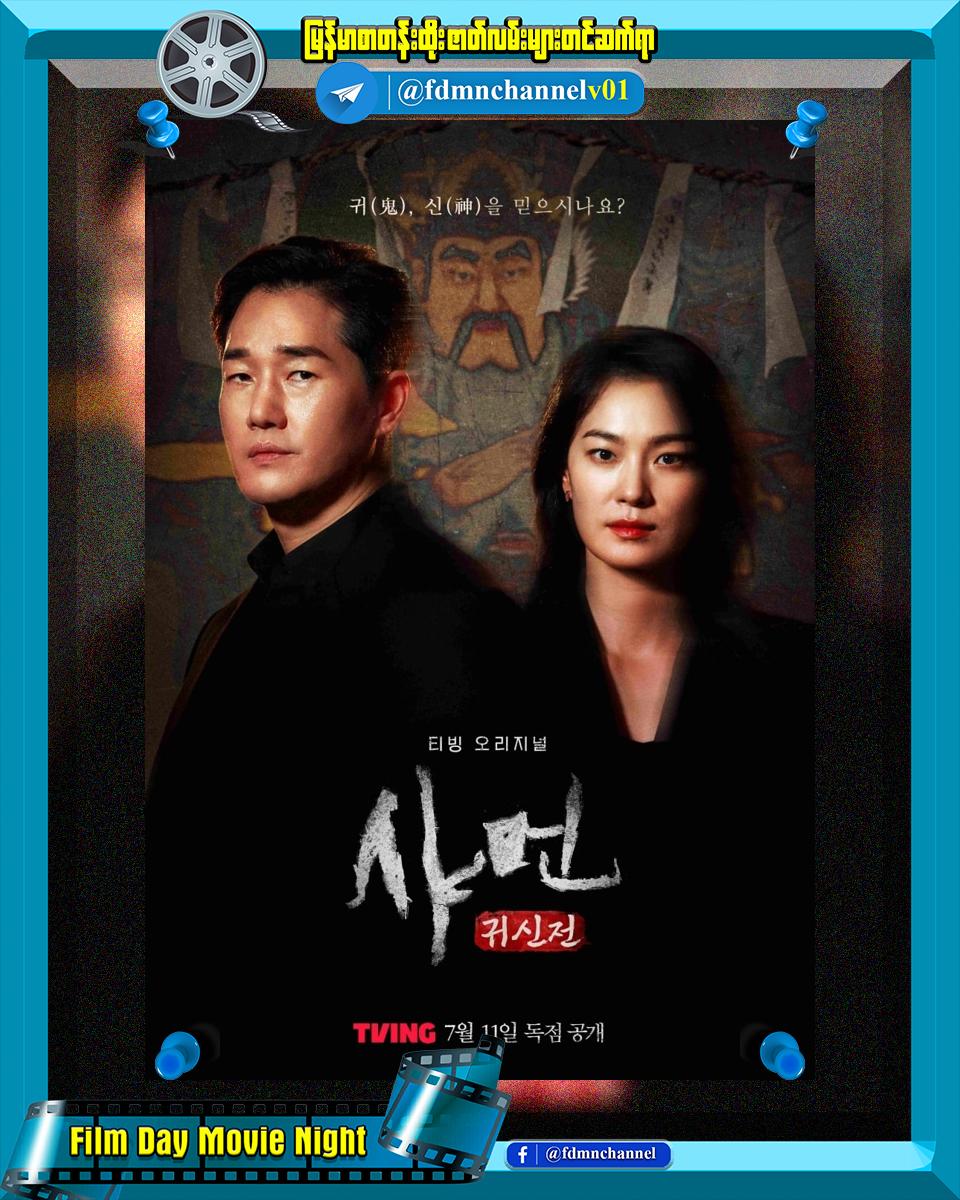 မြန်မာစာတန်းထိုးဇာတ်လမ်းများတင်ဆက်ရာ
@fdmnchannelv01
귀(鬼), 신(神)을 믿으시나요?
티빙 오리지널
샤먼
귀신전
TVING 7월 11일 독점 공개
Film Day Movie Night
@fdmnchannel